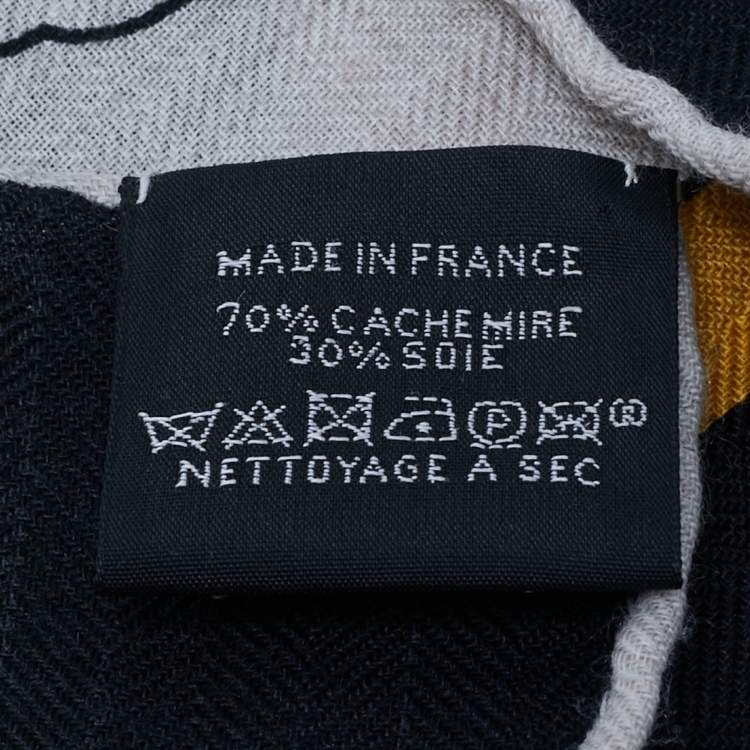 MADE IN FRANCE
70% CACHEMIRE
30% SOIE
P ®
NETTOYAGE A SEC